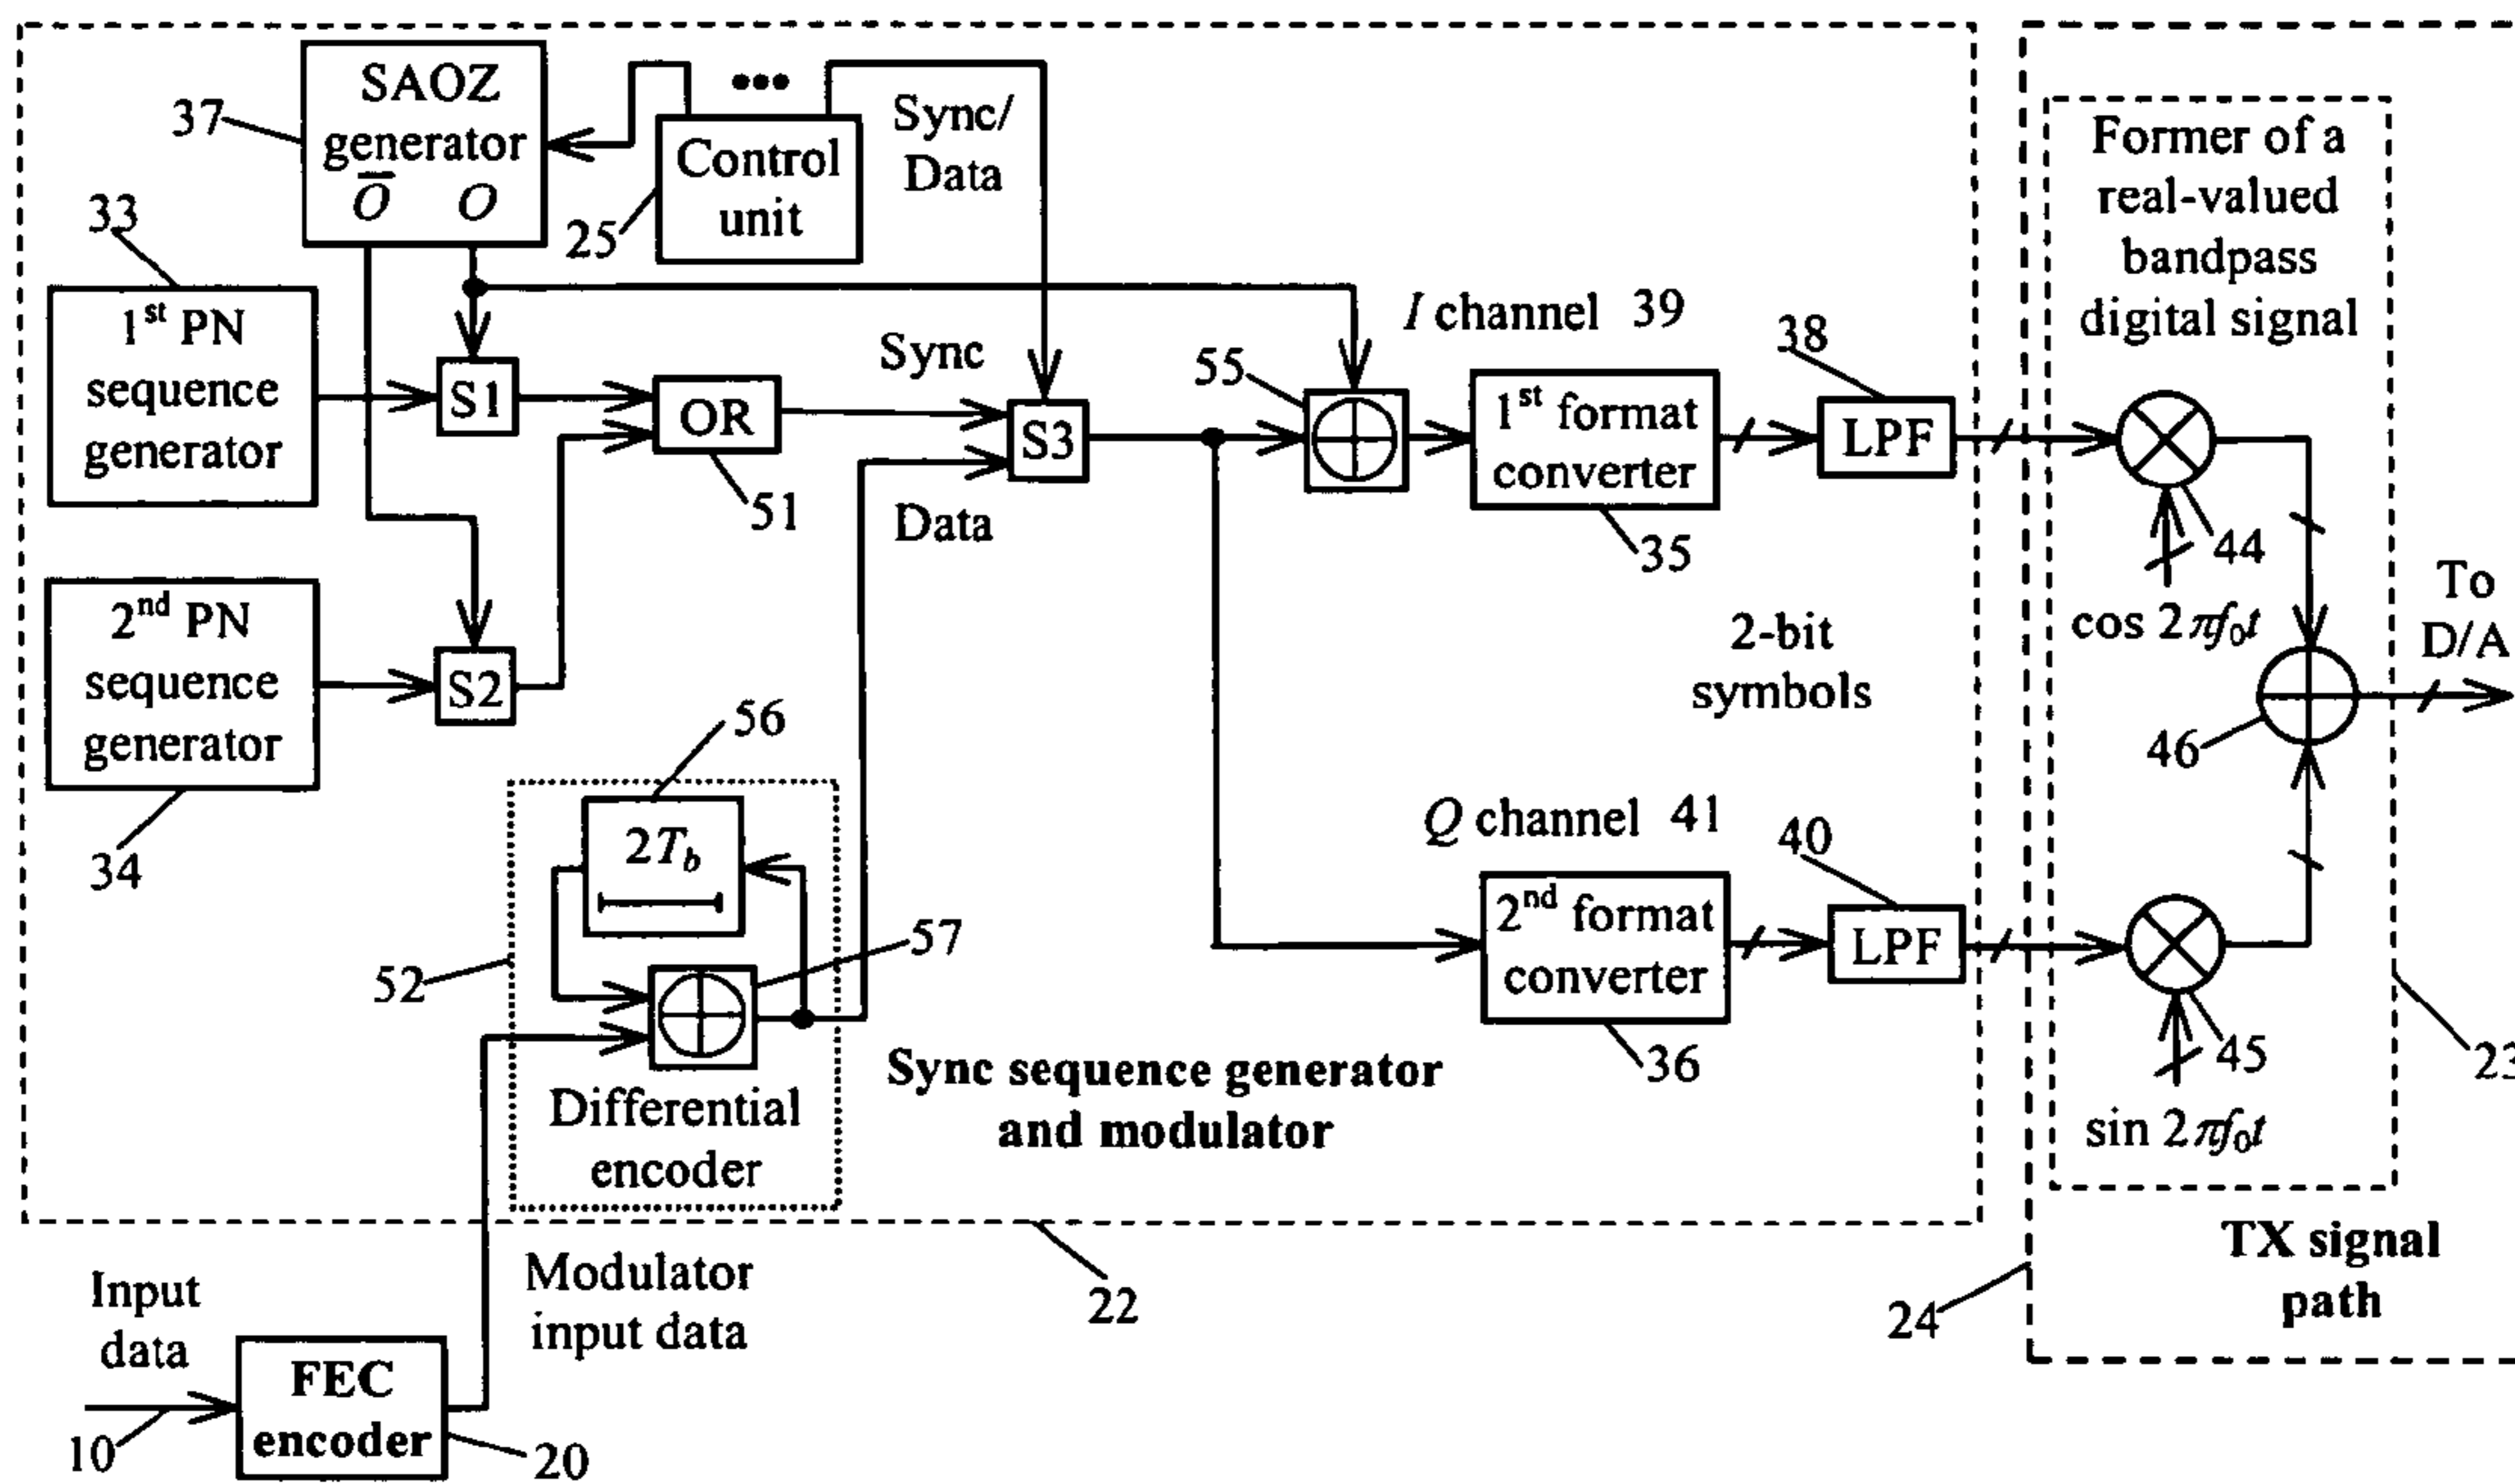 SAOZ
generator
O̅ O
37
•••
Control
unit
25
Sync/
Data
33
1st PN
sequence
generator
S1
OR
51
Sync
Data
S3
55
I channel 39
1st format
converter
35
38
LPF
Former of a
real-valued
bandpass
digital signal
44
cos 2πf0t
To
D/A
46
2nd PN
sequence
generator
34
S2
56
2Tb
57
52
Differential
encoder
2-bit
symbols
Q channel 41
2nd format
converter
36
40
LPF
45
sin 2πf0t
23
Sync sequence generator
and modulator
22
TX signal
path
24
Input
data
10
FEC
encoder
20
Modulator
input data